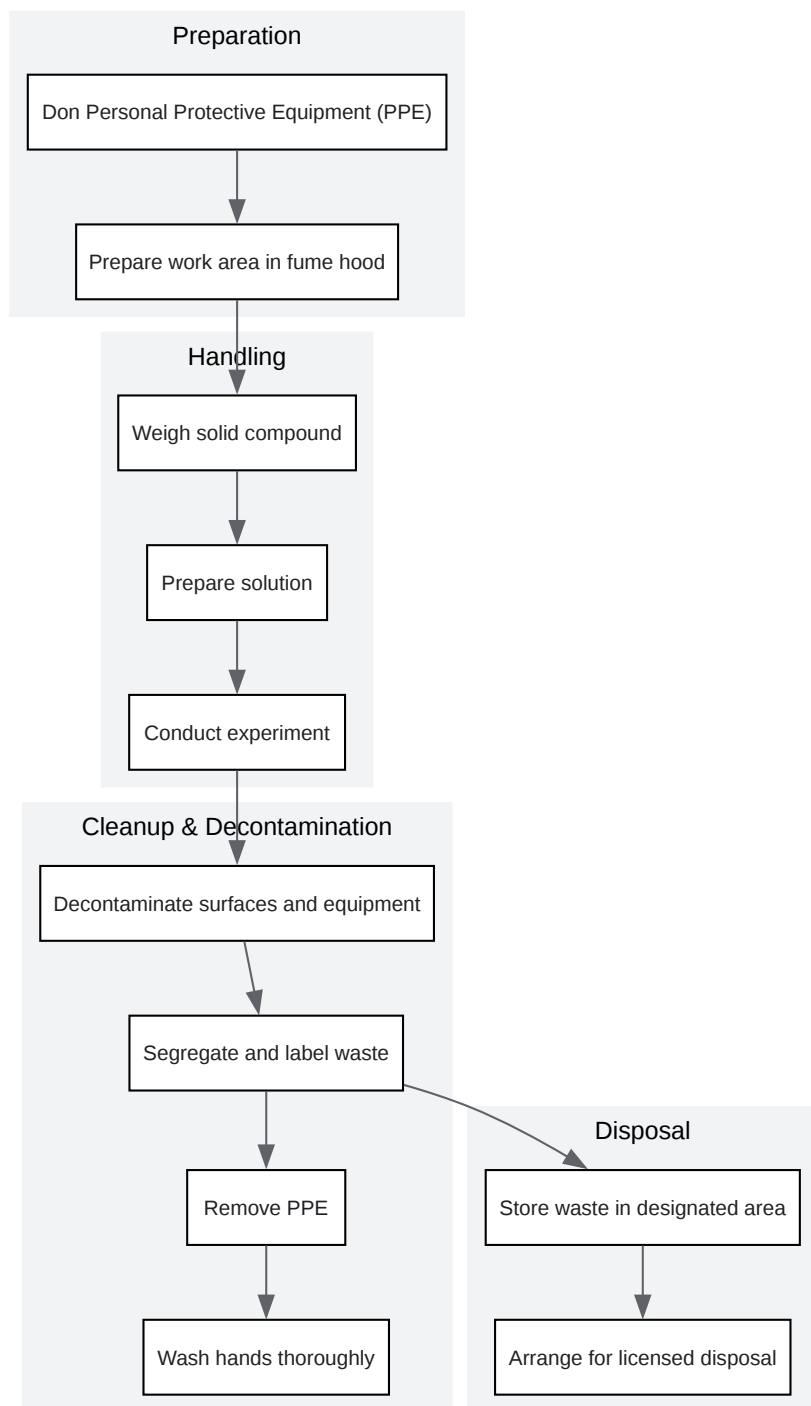 Preparation
Don Personal Protective Equipment (PPE)
Prepare work area in fume hood
Handling
Weigh solid compound
Prepare solution
Conduct experiment
Cleanup & Decontamination
Decontaminate surfaces and equipment
Segregate and label waste
Remove PPE
Wash hands thoroughly
Disposal
Store waste in designated area
Arrange for licensed disposal